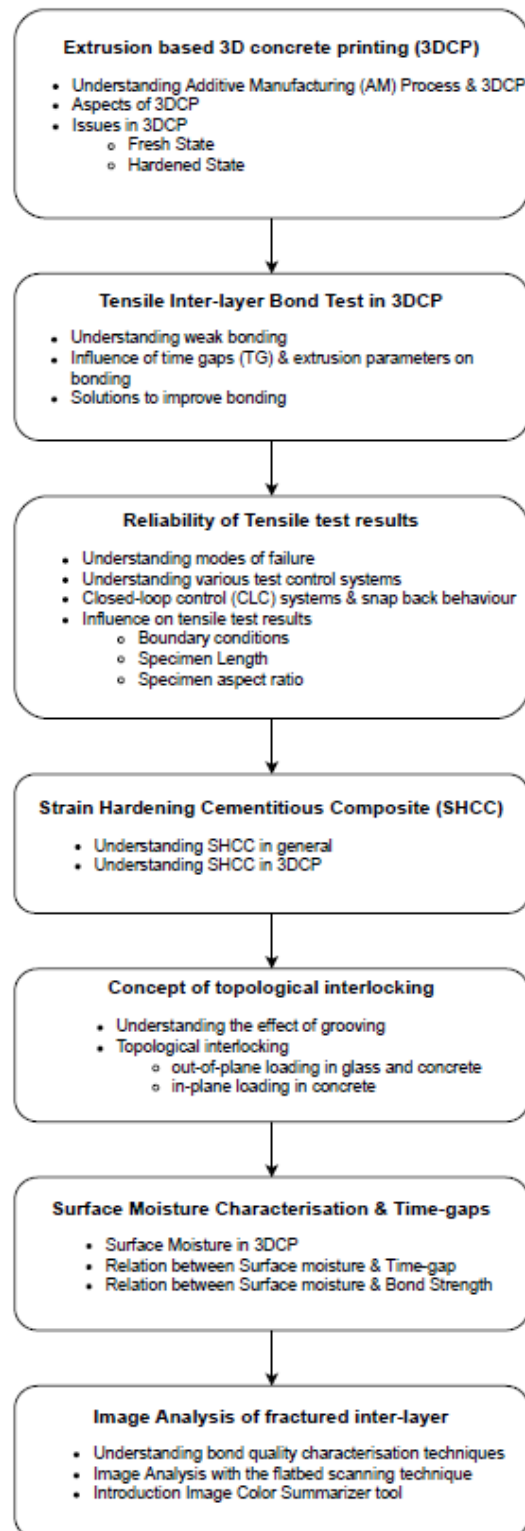 Extrusion based 3D concrete printing (3DCP)
• Understanding Additive Manufacturing (AM) Process & 3DCP
• Aspects of 3DCP
• Issues in 3DCP
o Fresh State
o Hardened State
Tensile Inter-layer Bond Test in 3DCP
• Understanding weak bonding
• Influence of time gaps (TG) & extrusion parameters on
bonding
• Solutions to improve bonding
Reliability of Tensile test results
• Understanding modes of failure
• Understanding various test control systems
• Closed-loop control (CLC) systems & snap back behaviour
• Influence on tensile test results
o Boundary conditions
o Specimen Length
o Specimen aspect ratio
Strain Hardening Cementitious Composite (SHCC)
• Understanding SHCC in general
• Understanding SHCC in 3DCP
Concept of topological interlocking
• Understanding the effect of grooving
• Topological interlocking
o out-of-plane loading in glass and concrete
o in-plane loading in concrete
Surface Moisture Characterisation & Time-gaps
• Surface Moisture in 3DCP
• Relation between Surface moisture & Time-gap
• Relation between Surface moisture & Bond Strength
Image Analysis of fractured inter-layer
• Understanding bond quality characterisation techniques
• Image Analysis with the flatbed scanning technique
• Introduction Image Color Summarizer tool